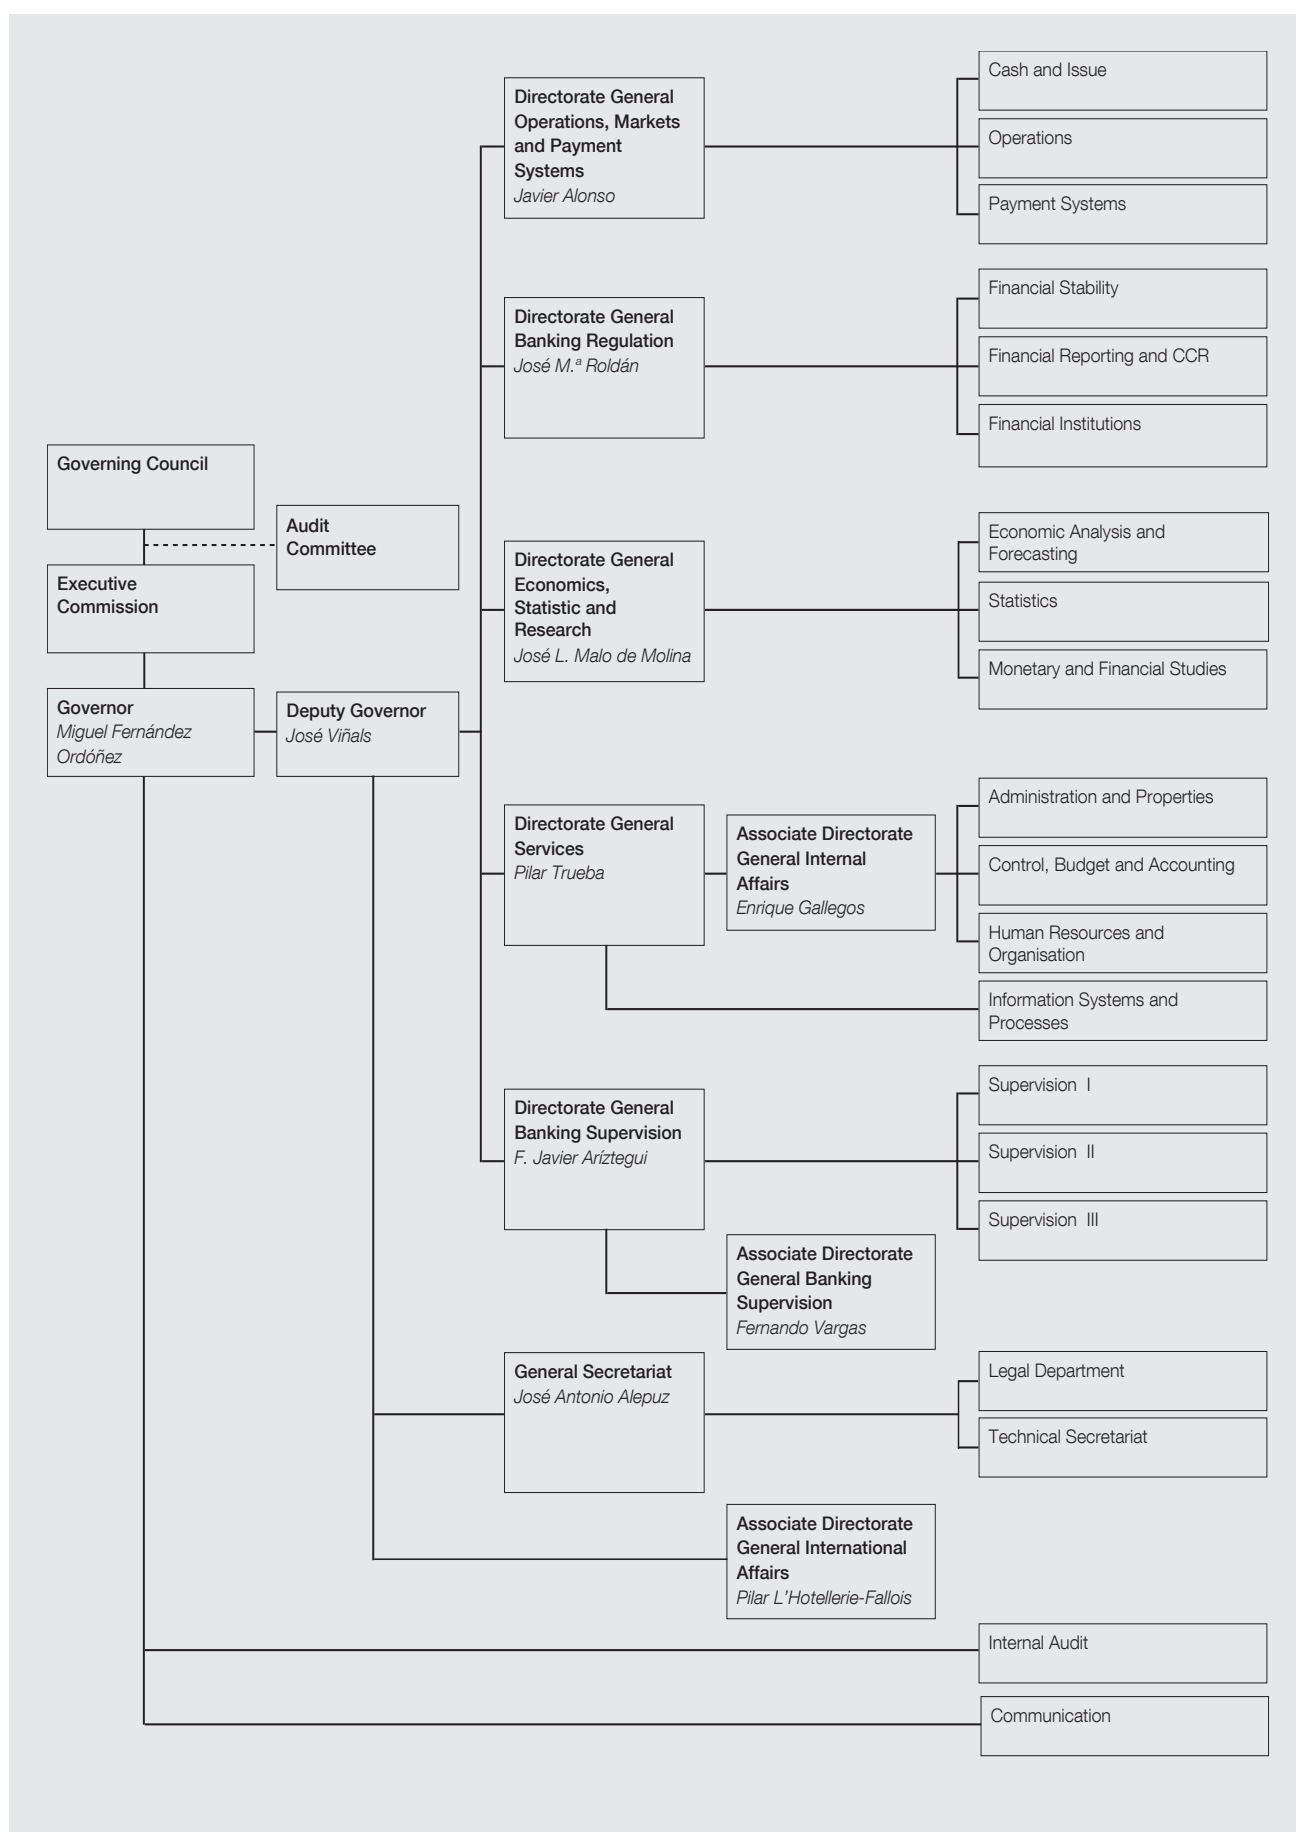 Cash and Issue
Directorate General
Operations, Markets
and Payment
Systems
Javier Alonso
Operations
Payment Systems
Directorate General
Banking Regulation
José M.ª Roldán
Financial Stability
Financial Reporting and CCR
Financial Institutions
Governing Council
Audit
Committee
Executive
Commission
Directorate General
Economics,
Statistic and
Research
José L. Malo de Molina
Economic Analysis and
Forecasting
Statistics
Monetary and Financial Studies
Governor
Miguel Fernández
Ordóñez
Deputy Governor
José Viñals
Directorate General
Services
Pilar Trueba
Associate Directorate
General Internal
Affairs
Enrique Gallegos
Administration and Properties
Control, Budget and Accounting
Human Resources and
Organisation
Information Systems and
Processes
Directorate General
Banking Supervision
F. Javier Aríztegui
Supervision I
Supervision II
Supervision III
Associate Directorate
General Banking
Supervision
Fernando Vargas
General Secretariat
José Antonio Alepuz
Legal Department
Technical Secretariat
Associate Directorate
General International
Affairs
Pilar L'Hotellerie-Fallois
Internal Audit
Communication